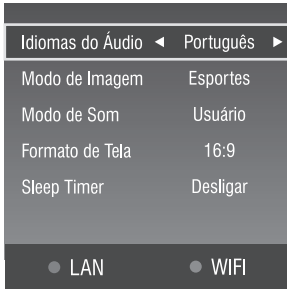 Idiomas do Áudio ◄ Português ►
Modo de Imagem Esportes
Modo de Som Usuário
Formato de Tela 16:9
Sleep Timer Desligar
LAN WIFI